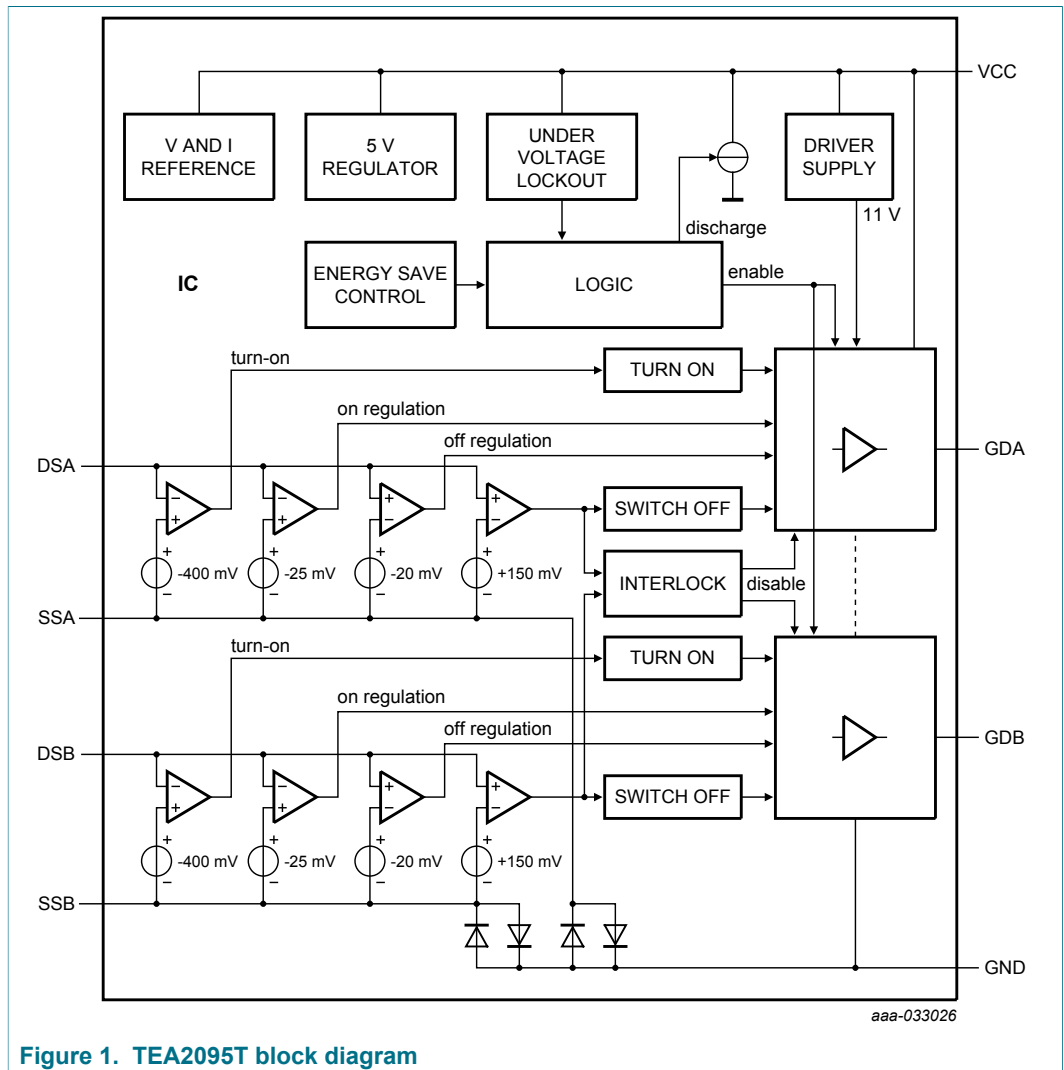 VCC
V AND I
REFERENCE
5 V
REGULATOR
UNDER
VOLTAGE
LOCKOUT
DRIVER
SUPPLY
11 V
discharge
IC
ENERGY SAVE
CONTROL
LOGIC
enable
turn-on
TURN ON
on regulation
off regulation
DSA
GDA
- - + +
+ + - -
SWITCH OFF
+ + + +
-400 mV -25 mV -20 mV +150 mV
- - - -
INTERLOCK
disable
SSA
turn-on
TURN ON
on regulation
off regulation
DSB
GDB
- - + +
+ + - -
SWITCH OFF
+ + + +
-400 mV -25 mV -20 mV +150 mV
- - - -
SSB
GND
aaa-033026
Figure 1. TEA2095T block diagram